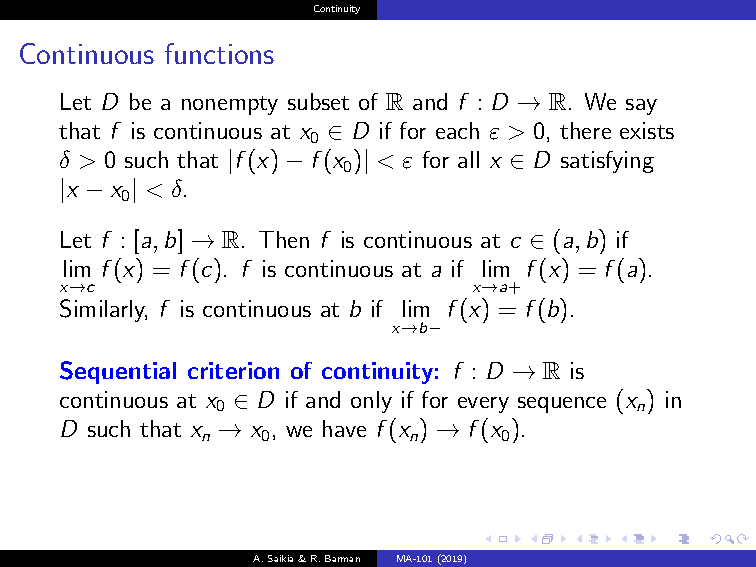 Continuity
Continuous functions
Let D be a nonempty subset of ℝ and f : D → ℝ. We say
that f is continuous at x₀ ∈ D if for each ε > 0, there exists
δ > 0 such that |f(x) − f(x₀)| < ε for all x ∈ D satisfying
|x − x₀| < δ.
Let f : [a, b] → ℝ. Then f is continuous at c ∈ (a, b) if
lim x→c f(x) = f(c). f is continuous at a if lim x→a+ f(x) = f(a).
Similarly, f is continuous at b if lim x→b− f(x) = f(b).
Sequential criterion of continuity: f : D → ℝ is
continuous at x₀ ∈ D if and only if for every sequence (xₙ) in
D such that xₙ → x₀, we have f(xₙ) → f(x₀).
A. Saikia & R. Barman MA-101 (2019)